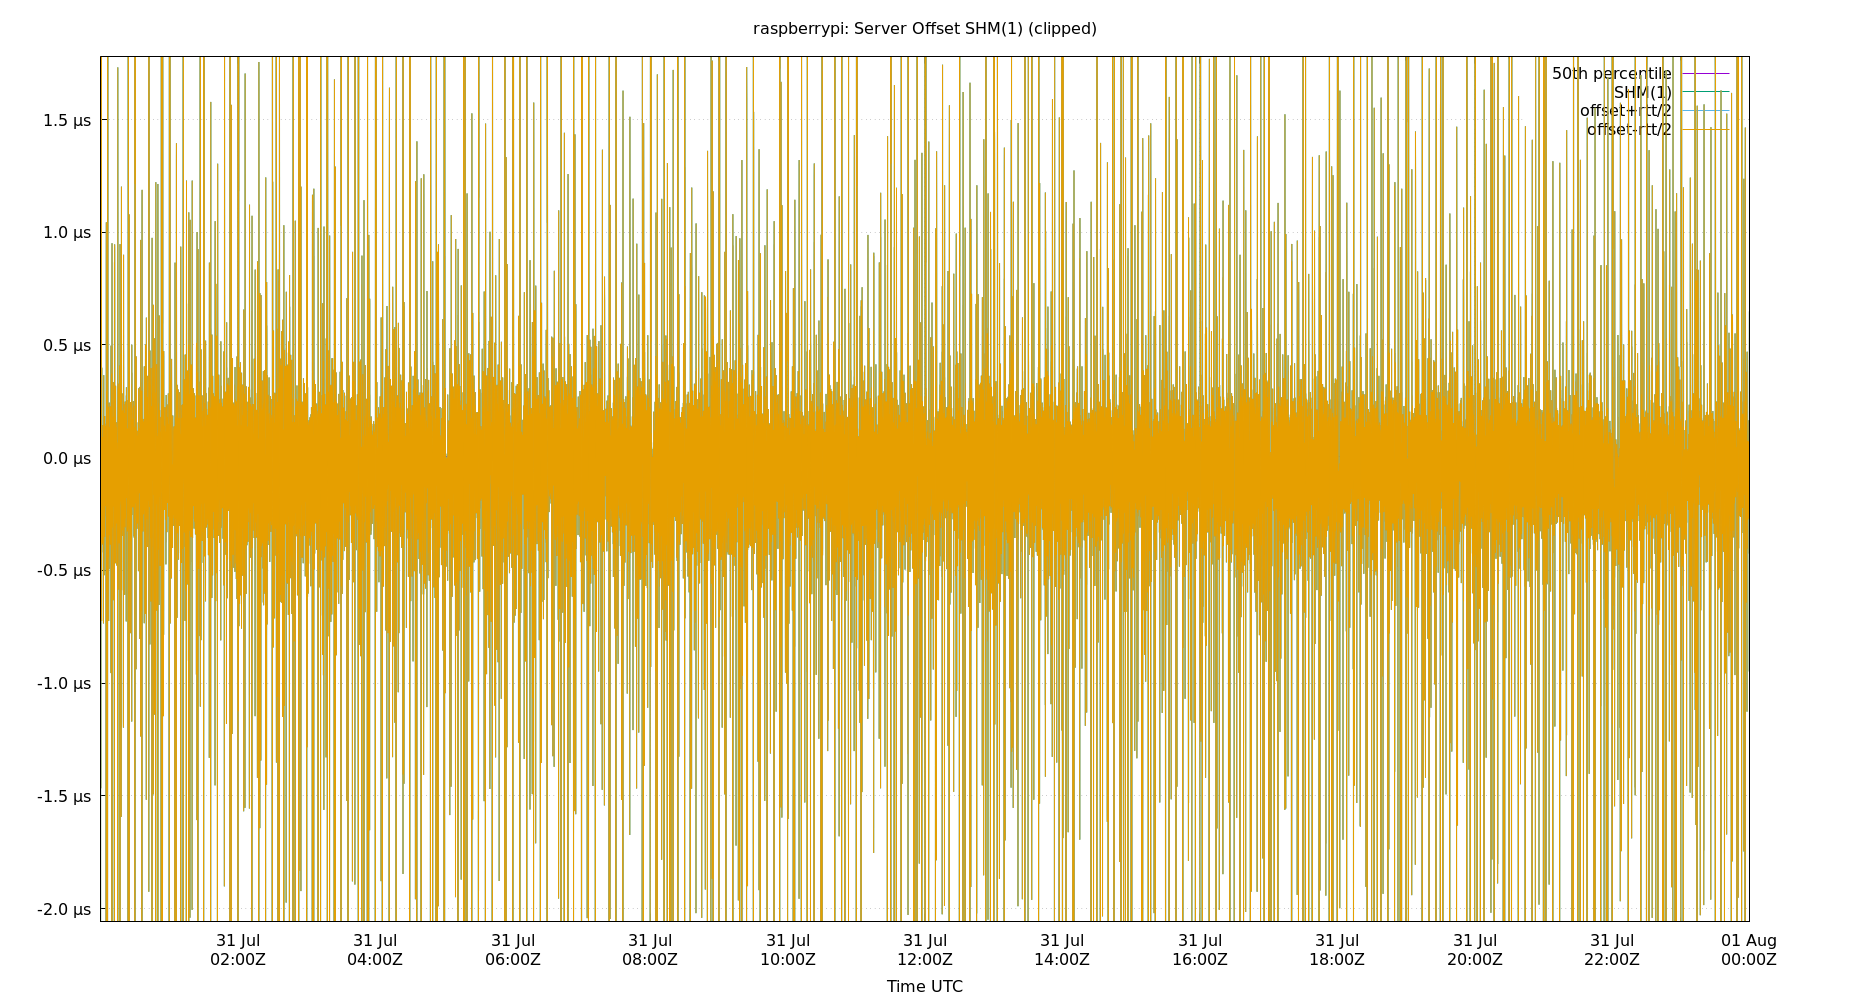 raspberrypi: Server Offset SHM(1) (clipped)
50th percentile
SHM(1)
offset+rtt/2
offset-rtt/2
1.5 µs
1.0 µs
0.5 µs
0.0 µs
-0.5 µs
-1.0 µs
-1.5 µs
-2.0 µs
31 Jul 31 Jul 31 Jul 31 Jul 31 Jul 31 Jul 31 Jul 31 Jul 31 Jul 31 Jul 31 Jul 01 Aug
02:00Z 04:00Z 06:00Z 08:00Z 10:00Z 12:00Z 14:00Z 16:00Z 18:00Z 20:00Z 22:00Z 00:00Z
Time UTC